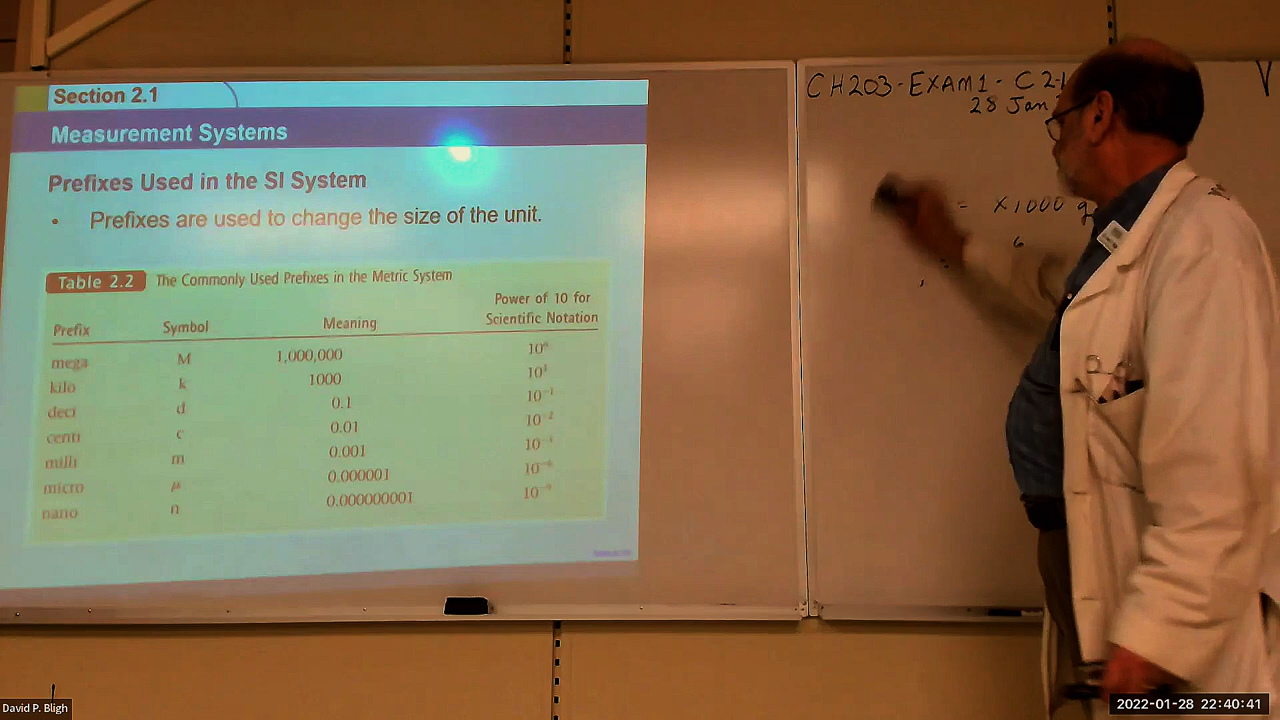 Section 2.1
Measurement Systems
Prefixes Used in the SI System
• Prefixes are used to change the size of the unit.
Table 2.2 The Commonly Used Prefixes in the Metric System
Prefix Symbol Meaning Power of 10 for Scientific Notation
mega M 1,000,000 10⁶
kilo k 1000 10³
deci d 0.1 10⁻¹
centi c 0.01 10⁻²
milli m 0.001 10⁻³
micro μ 0.000001 10⁻⁶
nano n 0.000000001 10⁻⁹
CH203-EXAM1- C2-1
28 Jan
= X1000 g
6
David P. Bligh
2022-01-28 22:40:41